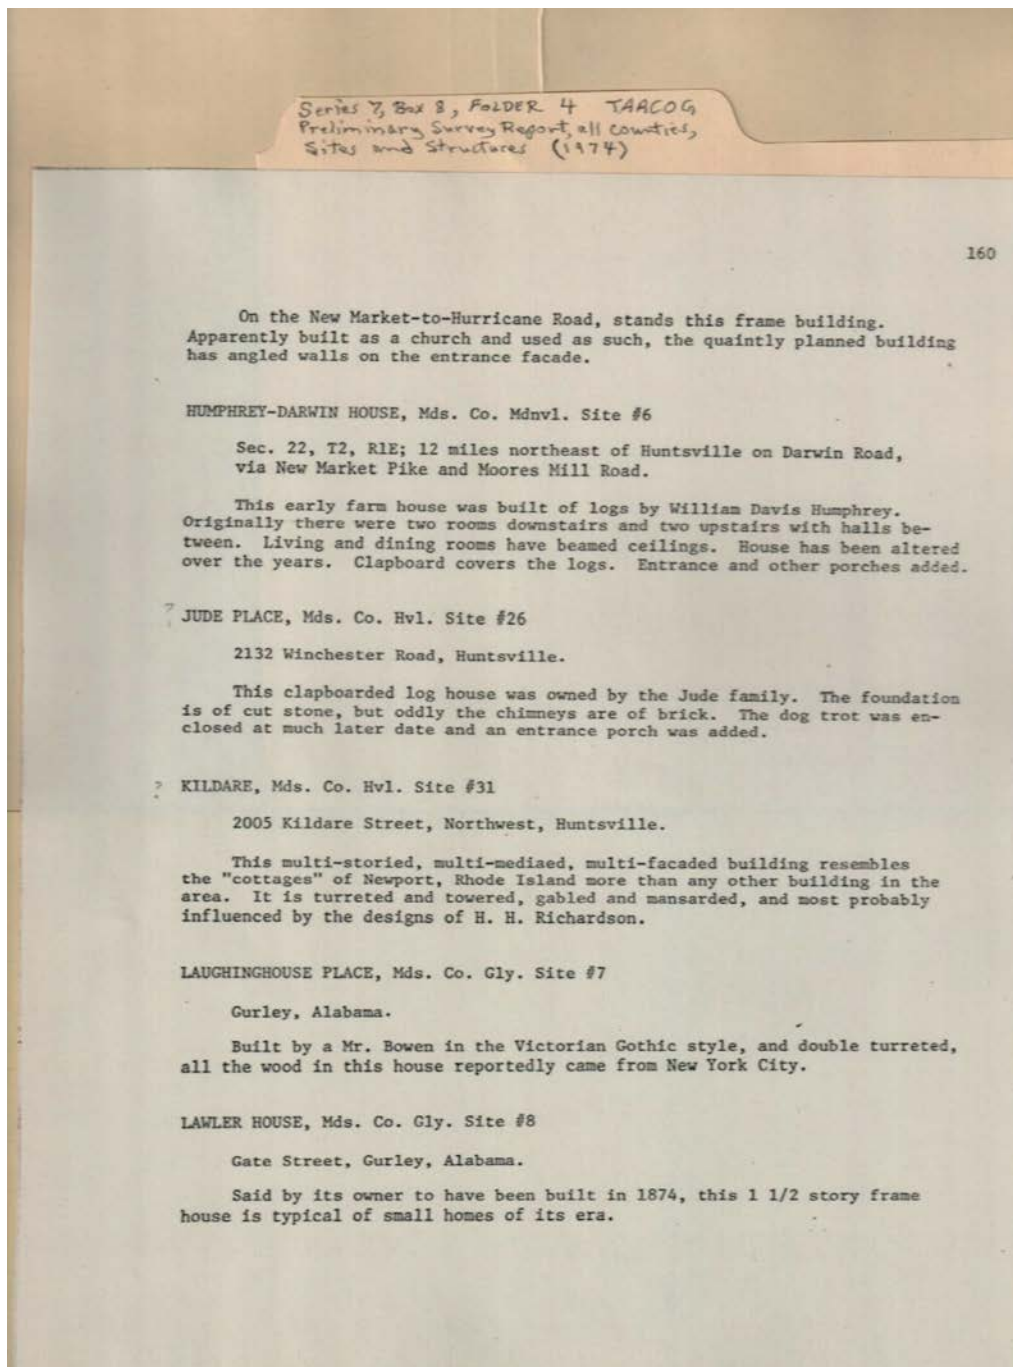 Series 7, Box 8, FOLDER 4 TAACOG
Preliminary Survey Report, all counties,
Sites and Structures (1974)
160
On the New Market-to-Hurricane Road, stands this frame building.
Apparently built as a church and used as such, the quaintly planned building
has angled walls on the entrance facade.
HUMPHREY-DARWIN HOUSE, Mds. Co. Mdnvl. Site #6
Sec. 22, T2, R1E; 12 miles northeast of Huntsville on Darwin Road,
via New Market Pike and Moores Mill Road.
This early farm house was built of logs by William Davis Humphrey.
Originally there were two rooms downstairs and two upstairs with halls be-
tween. Living and dining rooms have beamed ceilings. House has been altered
over the years. Clapboard covers the logs. Entrance and other porches added.
? JUDE PLACE, Mds. Co. Hvl. Site #26
2132 Winchester Road, Huntsville.
This clapboarded log house was owned by the Jude family. The foundation
is of cut stone, but oddly the chimneys are of brick. The dog trot was en-
closed at much later date and an entrance porch was added.
? KILDARE, Mds. Co. Hvl. Site #31
2005 Kildare Street, Northwest, Huntsville.
This multi-storied, multi-mediaed, multi-facaded building resembles
the "cottages" of Newport, Rhode Island more than any other building in the
area. It is turreted and towered, gabled and mansarded, and most probably
influenced by the designs of H. H. Richardson.
LAUGHINGHOUSE PLACE, Mds. Co. Gly. Site #7
Gurley, Alabama.
Built by a Mr. Bowen in the Victorian Gothic style, and double turreted,
all the wood in this house reportedly came from New York City.
LAWLER HOUSE, Mds. Co. Gly. Site #8
Gate Street, Gurley, Alabama.
Said by its owner to have been built in 1874, this 1 1/2 story frame
house is typical of small homes of its era.